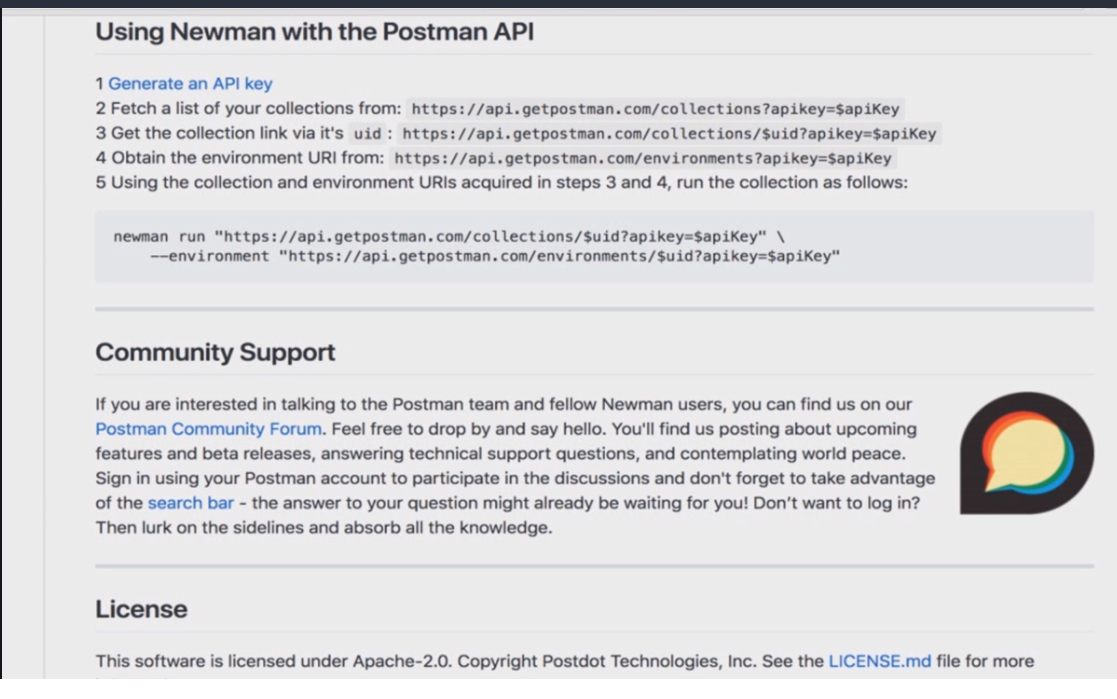 Using Newman with the Postman API
1 Generate an API key
2 Fetch a list of your collections from: https://api.getpostman.com/collections?apikey=$apiKey
3 Get the collection link via it's uid : https://api.getpostman.com/collections/$uid?apikey=$apiKey
4 Obtain the environment URI from: https://api.getpostman.com/environments?apikey=$apiKey
5 Using the collection and environment URIs acquired in steps 3 and 4, run the collection as follows:
newman run "https://api.getpostman.com/collections/$uid?apikey=$apiKey" \
--environment "https://api.getpostman.com/environments/$uid?apikey=$apiKey"
Community Support
If you are interested in talking to the Postman team and fellow Newman users, you can find us on our
Postman Community Forum. Feel free to drop by and say hello. You'll find us posting about upcoming
features and beta releases, answering technical support questions, and contemplating world peace.
Sign in using your Postman account to participate in the discussions and don't forget to take advantage
of the search bar - the answer to your question might already be waiting for you! Don't want to log in?
Then lurk on the sidelines and absorb all the knowledge.
License
This software is licensed under Apache-2.0. Copyright Postdot Technologies, Inc. See the LICENSE.md file for more